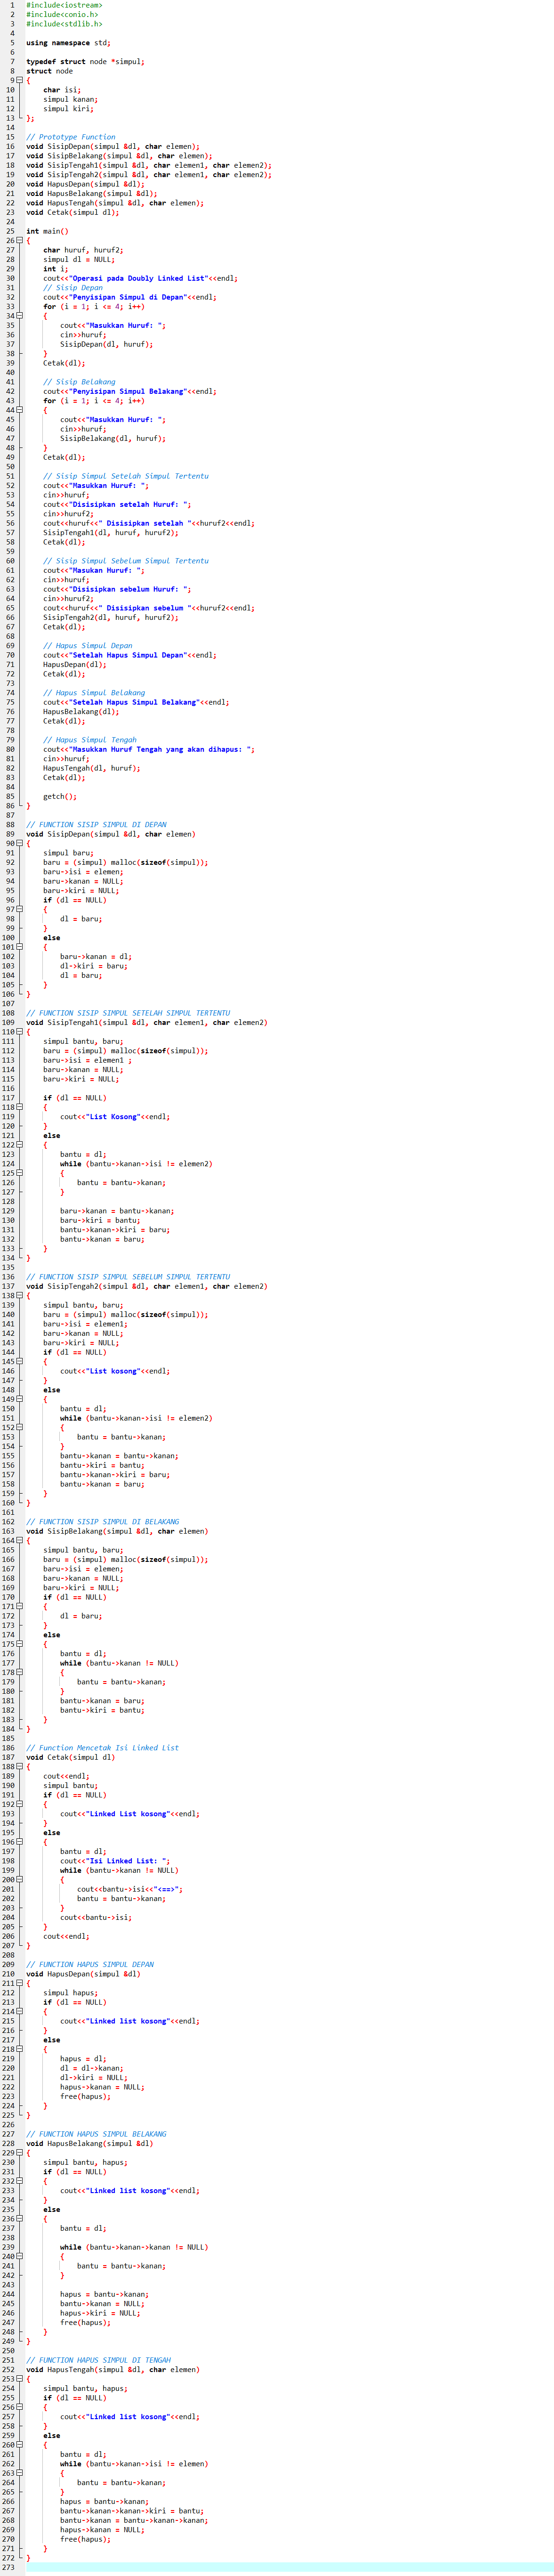 1 #include<iostream>
2 #include<conio.h>
3 #include<stdlib.h>
4
5 using namespace std;
6
7 typedef struct node *simpul;
8 struct node
9 {
10 char isi;
11 simpul kanan;
12 simpul kiri;
13 };
14
15 // Prototype Function
16 void SisipDepan(simpul &dl, char elemen);
17 void SisipBelakang(simpul &dl, char elemen);
18 void SisipTengah1(simpul &dl, char elemen1, char elemen2);
19 void SisipTengah2(simpul &dl, char elemen1, char elemen2);
20 void HapusDepan(simpul &dl);
21 void HapusBelakang(simpul &dl);
22 void HapusTengah(simpul &dl, char elemen);
23 void Cetak(simpul dl);
24
25 int main()
26 {
27 char huruf, huruf2;
28 simpul dl = NULL;
29 int i;
30 cout<<"Operasi pada Doubly Linked List"<<endl;
31 // Sisip Depan
32 cout<<"Penyisipan Simpul di Depan"<<endl;
33 for (i = 1; i <= 4; i++)
34 {
35 cout<<"Masukkan Huruf: ";
36 cin>>huruf;
37 SisipDepan(dl, huruf);
38 }
39 Cetak(dl);
40
41 // Sisip Belakang
42 cout<<"Penyisipan Simpul Belakang"<<endl;
43 for (i = 1; i <= 4; i++)
44 {
45 cout<<"Masukkan Huruf: ";
46 cin>>huruf;
47 SisipBelakang(dl, huruf);
48 }
49 Cetak(dl);
50
51 // Sisip Simpul Setelah Simpul Tertentu
52 cout<<"Masukkan Huruf: ";
53 cin>>huruf;
54 cout<<"Disisipkan setelah Huruf: ";
55 cin>>huruf2;
56 cout<<huruf<<" Disisipkan setelah "<<huruf2<<endl;
57 SisipTengah1(dl, huruf, huruf2);
58 Cetak(dl);
59
60 // Sisip Simpul Sebelum Simpul Tertentu
61 cout<<"Masukan Huruf: ";
62 cin>>huruf;
63 cout<<"Disisipkan sebelum Huruf: ";
64 cin>>huruf2;
65 cout<<huruf<<" Disisipkan sebelum "<<huruf2<<endl;
66 SisipTengah2(dl, huruf, huruf2);
67 Cetak(dl);
68
69 // Hapus Simpul Depan
70 cout<<"Setelah Hapus Simpul Depan"<<endl;
71 HapusDepan(dl);
72 Cetak(dl);
73
74 // Hapus Simpul Belakang
75 cout<<"Setelah Hapus Simpul Belakang"<<endl;
76 HapusBelakang(dl);
77 Cetak(dl);
78
79 // Hapus Simpul Tengah
80 cout<<"Masukkan Huruf Tengah yang akan dihapus: ";
81 cin>>huruf;
82 HapusTengah(dl, huruf);
83 Cetak(dl);
84
85 getch();
86 }
87
88 // FUNCTION SISIP SIMPUL DI DEPAN
89 void SisipDepan(simpul &dl, char elemen)
90 {
91 simpul baru;
92 baru = (simpul) malloc(sizeof(simpul));
93 baru->isi = elemen;
94 baru->kanan = NULL;
95 baru->kiri = NULL;
96 if (dl == NULL)
97 {
98 dl = baru;
99 }
100 else
101 {
102 baru->kanan = dl;
103 dl->kiri = baru;
104 dl = baru;
105 }
106 }
107
108 // FUNCTION SISIP SIMPUL SETELAH SIMPUL TERTENTU
109 void SisipTengah1(simpul &dl, char elemen1, char elemen2)
110 {
111 simpul bantu, baru;
112 baru = (simpul) malloc(sizeof(simpul));
113 baru->isi = elemen1 ;
114 baru->kanan = NULL;
115 baru->kiri = NULL;
116
117 if (dl == NULL)
118 {
119 cout<<"List Kosong"<<endl;
120 }
121 else
122 {
123 bantu = dl;
124 while (bantu->kanan->isi != elemen2)
125 {
126 bantu = bantu->kanan;
127 }
128
129 baru->kanan = bantu->kanan;
130 baru->kiri = bantu;
131 bantu->kanan->kiri = baru;
132 bantu->kanan = baru;
133 }
134 }
135
136 // FUNCTION SISIP SIMPUL SEBELUM SIMPUL TERTENTU
137 void SisipTengah2(simpul &dl, char elemen1, char elemen2)
138 {
139 simpul bantu, baru;
140 baru = (simpul) malloc(sizeof(simpul));
141 baru->isi = elemen1;
142 baru->kanan = NULL;
143 baru->kiri = NULL;
144 if (dl == NULL)
145 {
146 cout<<"List kosong"<<endl;
147 }
148 else
149 {
150 bantu = dl;
151 while (bantu->kanan->isi != elemen2)
152 {
153 bantu = bantu->kanan;
154 }
155 bantu->kanan = bantu->kanan;
156 bantu->kiri = bantu;
157 bantu->kanan->kiri = baru;
158 bantu->kanan = baru;
159 }
160 }
161
162 // FUNCTION SISIP SIMPUL DI BELAKANG
163 void SisipBelakang(simpul &dl, char elemen)
164 {
165 simpul bantu, baru;
166 baru = (simpul) malloc(sizeof(simpul));
167 baru->isi = elemen;
168 baru->kanan = NULL;
169 baru->kiri = NULL;
170 if (dl == NULL)
171 {
172 dl = baru;
173 }
174 else
175 {
176 bantu = dl;
177 while (bantu->kanan != NULL)
178 {
179 bantu = bantu->kanan;
180 }
181 bantu->kanan = baru;
182 bantu->kiri = bantu;
183 }
184 }
185
186 // Function Mencetak Isi Linked List
187 void Cetak(simpul dl)
188 {
189 cout<<endl;
190 simpul bantu;
191 if (dl == NULL)
192 {
193 cout<<"Linked List kosong"<<endl;
194 }
195 else
196 {
197 bantu = dl;
198 cout<<"Isi Linked List: ";
199 while (bantu->kanan != NULL)
200 {
201 cout<<bantu->isi<<"<==>";
202 bantu = bantu->kanan;
203 }
204 cout<<bantu->isi;
205 }
206 cout<<endl;
207 }
208
209 // FUNCTION HAPUS SIMPUL DEPAN
210 void HapusDepan(simpul &dl)
211 {
212 simpul hapus;
213 if (dl == NULL)
214 {
215 cout<<"Linked list kosong"<<endl;
216 }
217 else
218 {
219 hapus = dl;
220 dl = dl->kanan;
221 dl->kiri = NULL;
222 hapus->kanan = NULL;
223 free(hapus);
224 }
225 }
226
227 // FUNCTION HAPUS SIMPUL BELAKANG
228 void HapusBelakang(simpul &dl)
229 {
230 simpul bantu, hapus;
231 if (dl == NULL)
232 {
233 cout<<"Linked list kosong"<<endl;
234 }
235 else
236 {
237 bantu = dl;
238
239 while (bantu->kanan->kanan != NULL)
240 {
241 bantu = bantu->kanan;
242 }
243
244 hapus = bantu->kanan;
245 bantu->kanan = NULL;
246 hapus->kiri = NULL;
247 free(hapus);
248 }
249 }
250
251 // FUNCTION HAPUS SIMPUL DI TENGAH
252 void HapusTengah(simpul &dl, char elemen)
253 {
254 simpul bantu, hapus;
255 if (dl == NULL)
256 {
257 cout<<"Linked list kosong"<<endl;
258 }
259 else
260 {
261 bantu = dl;
262 while (bantu->kanan->isi != elemen)
263 {
264 bantu = bantu->kanan;
265 }
266 hapus = bantu->kanan;
267 bantu->kanan->kanan->kiri = bantu;
268 bantu->kanan = bantu->kanan->kanan;
269 hapus->kanan = NULL;
270 free(hapus);
271 }
272 }
273